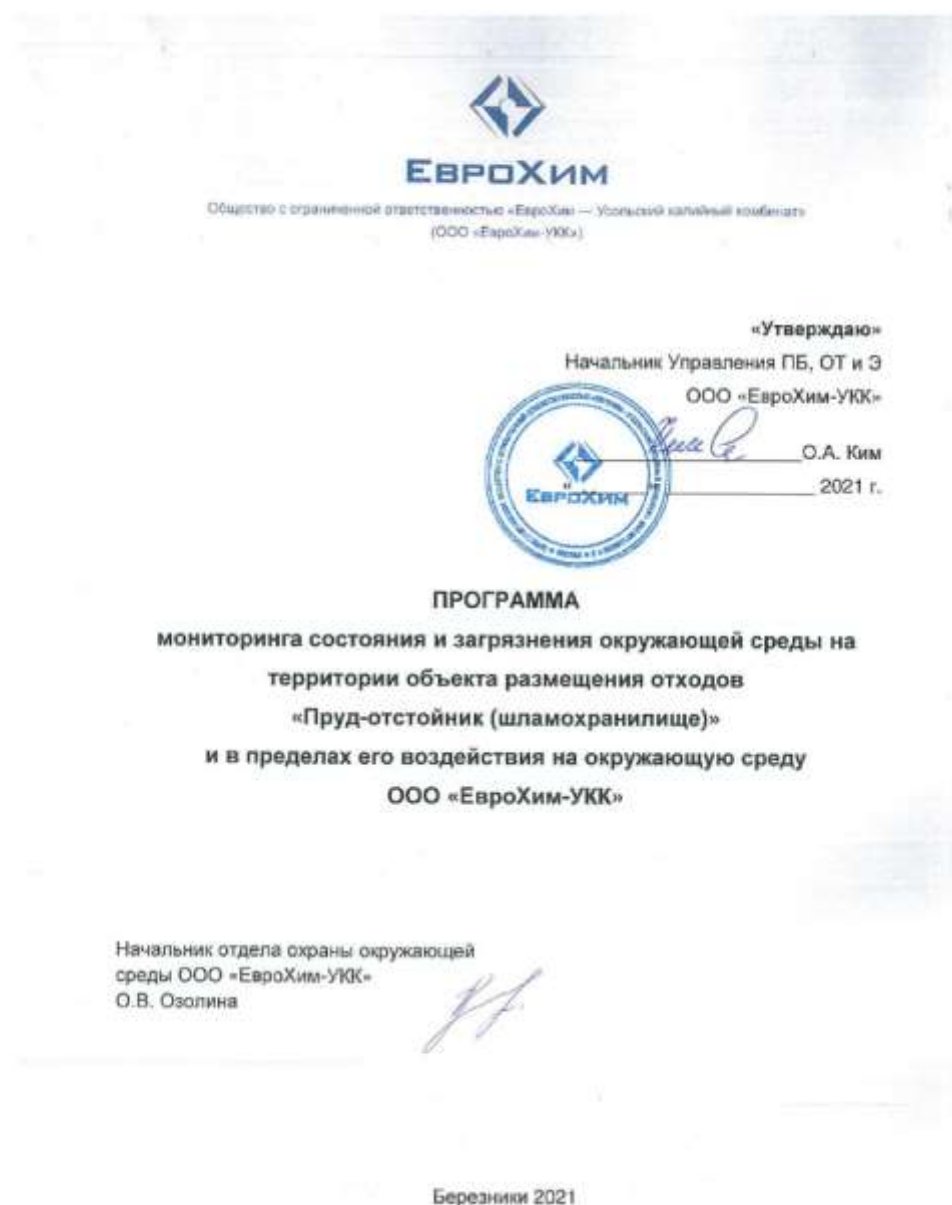 ЕВРОХИМ
Общество с ограниченной ответственностью «ЕвроХим — Усольский калийный комбинат»
(ООО «ЕвроХим-УКК»)
«Утверждаю»
Начальник Управления ПБ, ОТ и Э
ООО «ЕвроХим-УКК»
О.А. Ким
2021 г.
ЕВРОХИМ
ПРОГРАММА
мониторинга состояния и загрязнения окружающей среды на
территории объекта размещения отходов
«Пруд-отстойник (шламохранилище)»
и в пределах его воздействия на окружающую среду
ООО «ЕвроХим-УКК»
Начальник отдела охраны окружающей
среды ООО «ЕвроХим-УКК»
О.В. Озолина
Березники 2021